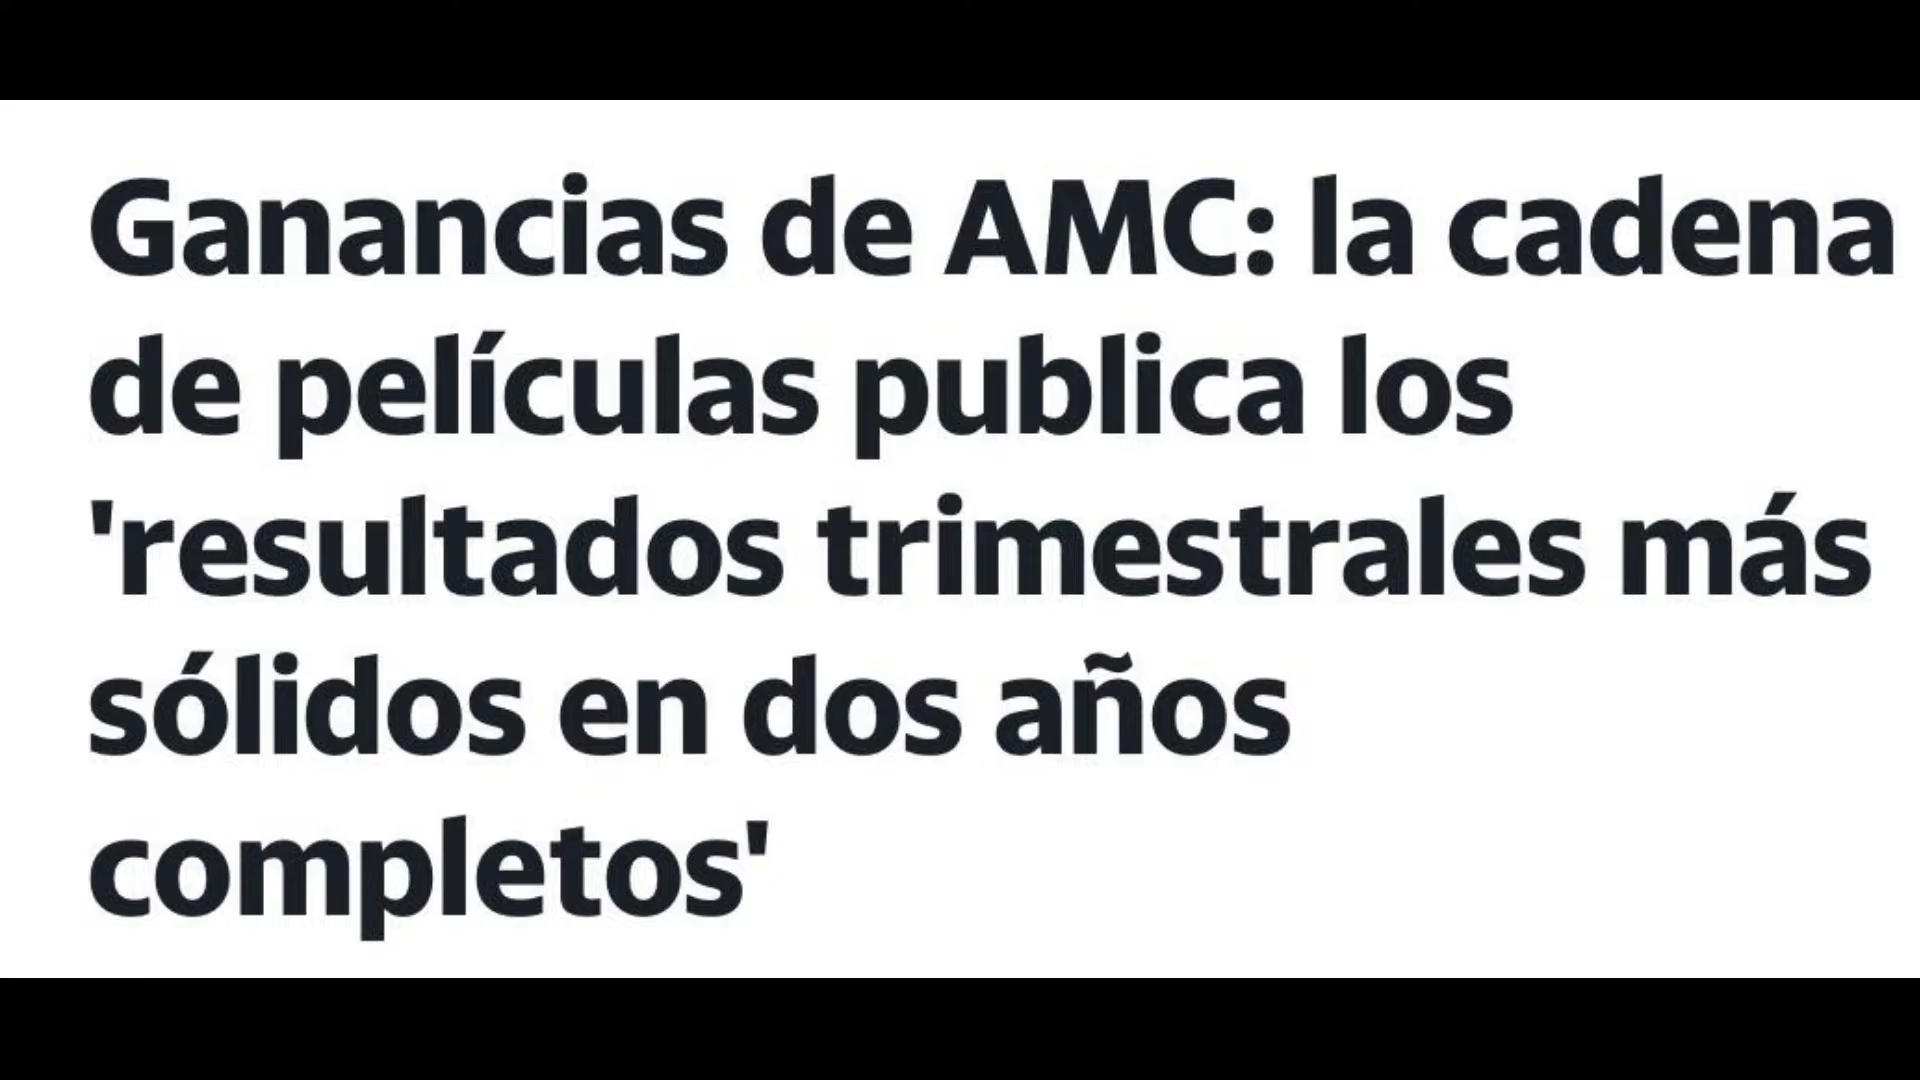 Ganancias de AMC: la cadena
de películas publica los
'resultados trimestrales más
sólidos en dos años
completos'